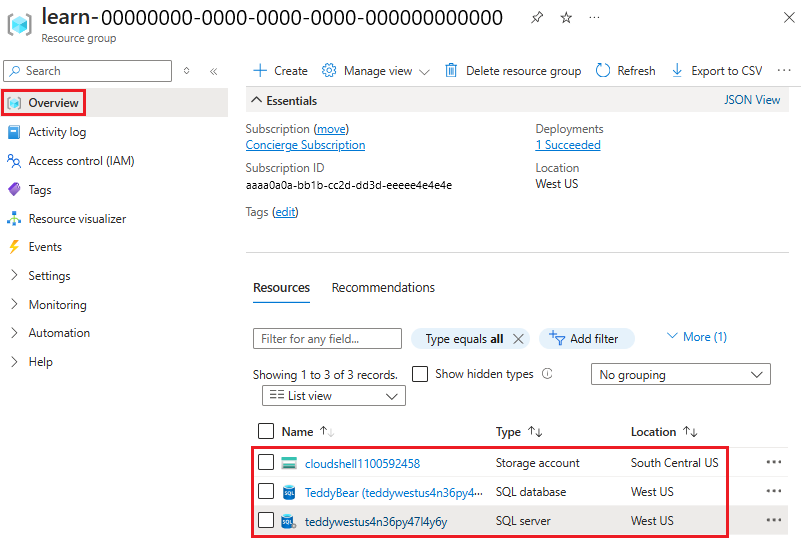 learn-00000000-0000-0000-0000-000000000000
Resource group
Search
Overview
Activity log
Access control (IAM)
Tags
Resource visualizer
Events
Settings
Monitoring
Automation
Help
Create
Manage view
Delete resource group
Refresh
Export to CSV
Essentials
JSON View
Subscription (move)
Concierge Subscription
Subscription ID
aaaa0a0a-bb1b-cc2d-dd3d-eeeee4e4e4e
Tags (edit)
Deployments
1 Succeeded
Location
West US
Resources Recommendations
Filter for any field...
Type equals all
Add filter
More (1)
Showing 1 to 3 of 3 records.
Show hidden types
No grouping
List view
Name Type Location
cloudshell1100592458 Storage account South Central US
TeddyBear (teddywestus4n36py4... SQL database West US
teddywestus4n36py47l4y6y SQL server West US